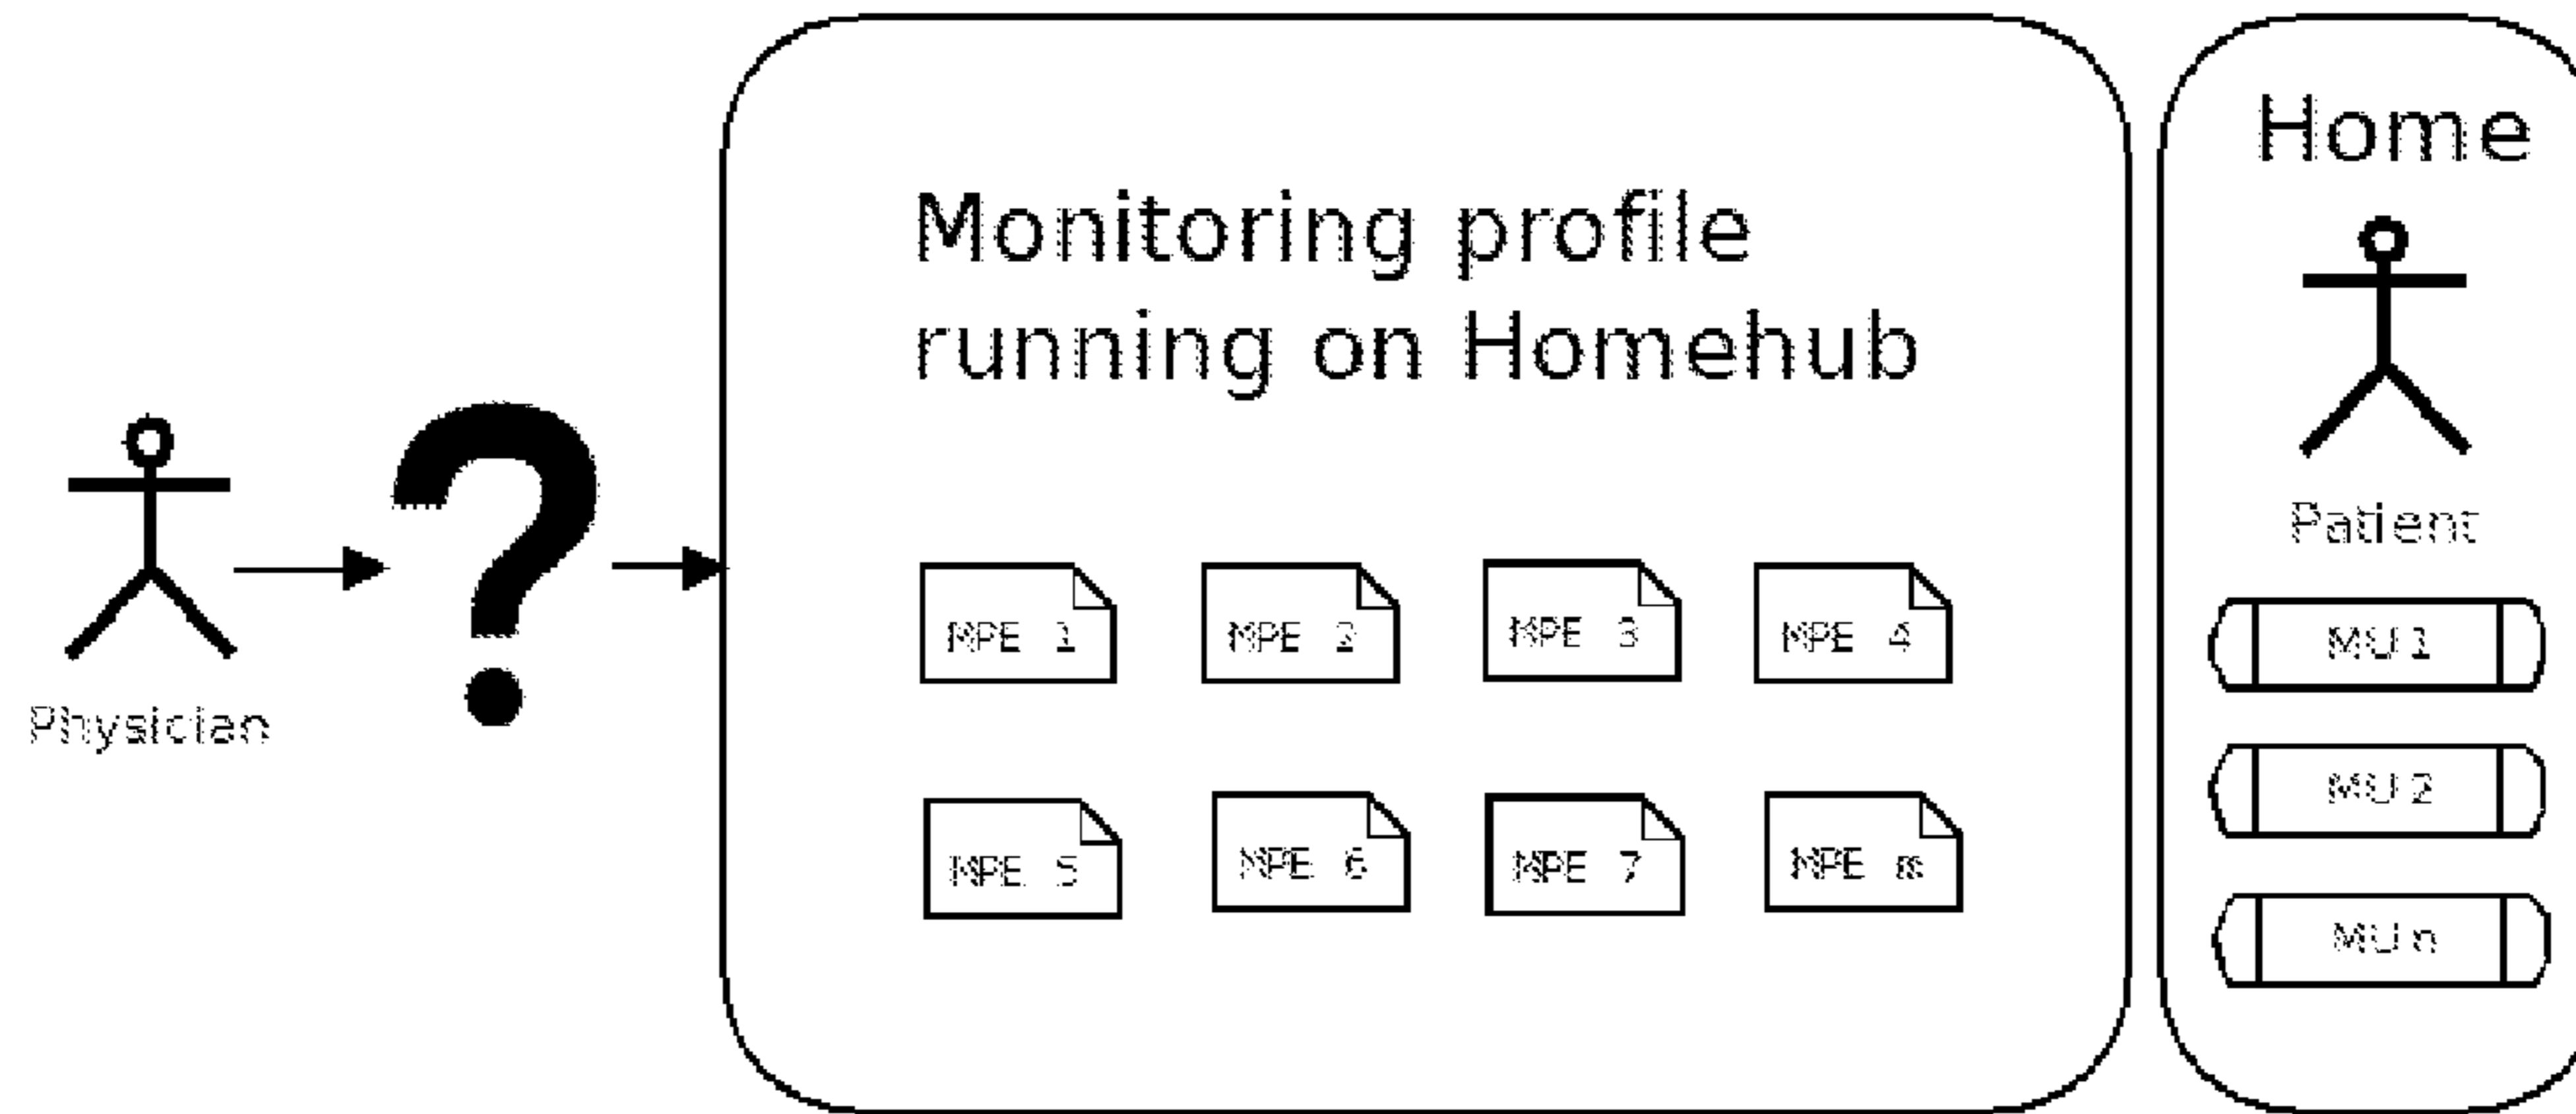 Home
Monitoring profile
running on Homehub
Patient
Physician
?
MPE 1
MPE 2
MPE 3
MPE 4
MPE 5
MPE 6
MPE 7
MPE m
MU 1
MU 2
MU n